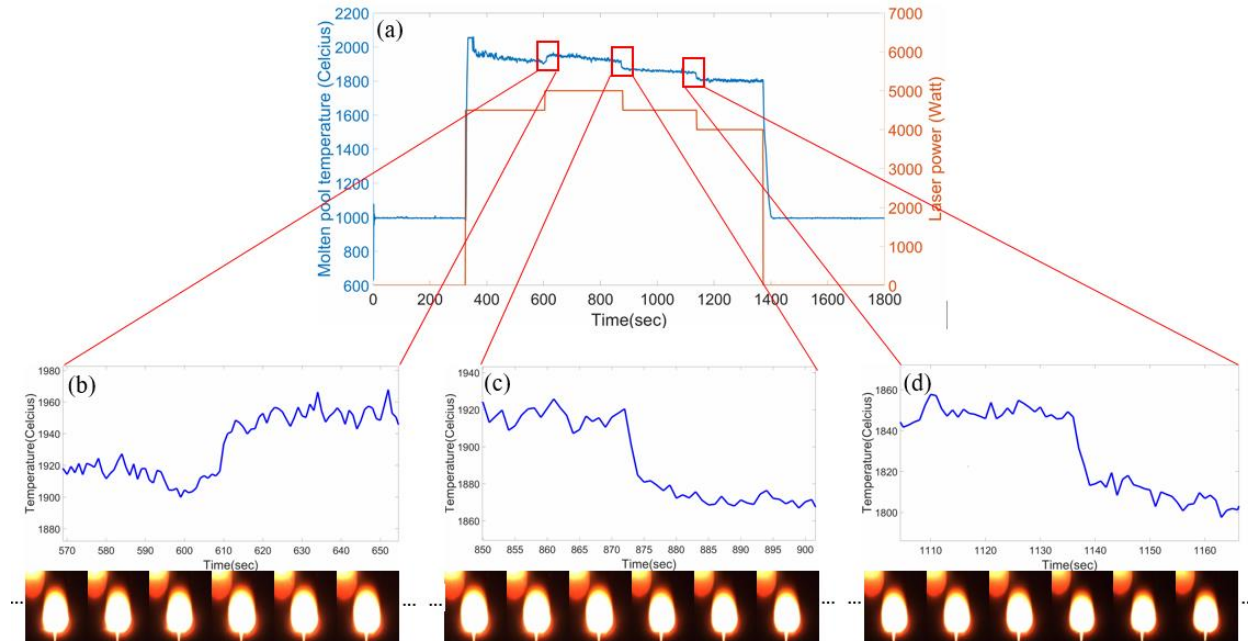 (a)
Molten pool temperature (Celcius)
2200
2000
1800
1600
1400
1200
1000
800
600
7000
6000
5000
4000
3000
2000
1000
0
Laser power (Watt)
0 200 400 600 800 1000 1200 1400 1600 1800
Time(sec)
(b)
Temperature(Celcius)
1980
1960
1940
1920
1900
1880
570 580 590 600 610 620 630 640 650
Time(sec)
(c)
Temperature(Celcius)
1940
1920
1900
1880
1860
850 855 860 865 870 875 880 885 890 895 900
Time(sec)
(d)
Temperature(Celcius)
1860
1840
1820
1800
1110 1120 1130 1140 1150 1160
Time(sec)
... ... ... ... ...